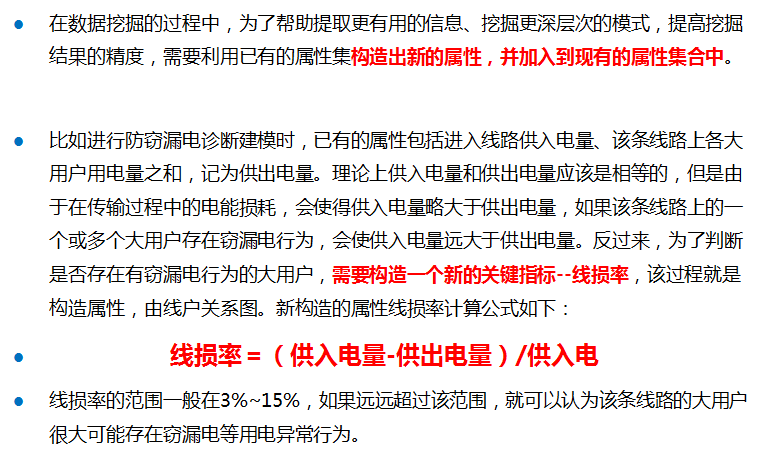 在数据挖掘的过程中，为了帮助提取更有用的信息、挖掘更深层次的模式，提高挖掘
结果的精度，需要利用已有的属性集构造出新的属性，并加入到现有的属性集合中。
比如进行防窃漏电诊断建模时，已有的属性包括进入线路供入电量、该条线路上各大
用户用电量之和，记为供出电量。理论上供入电量和供出电量应该是相等的，但是由
于在传输过程中的电能损耗，会使得供入电量略大于供出电量，如果该条线路上的一
个或多个大用户存在窃漏电行为，会使供入电量远大于供出电量。反过来，为了判断
是否存在有窃漏电行为的大用户，需要构造一个新的关键指标--线损率，该过程就是
构造属性，由线户关系图。新构造的属性线损率计算公式如下：
线损率＝（供入电量-供出电量）/供入电
线损率的范围一般在3%~15%，如果远远超过该范围，就可以认为该条线路的大用户
很大可能存在窃漏电等用电异常行为。